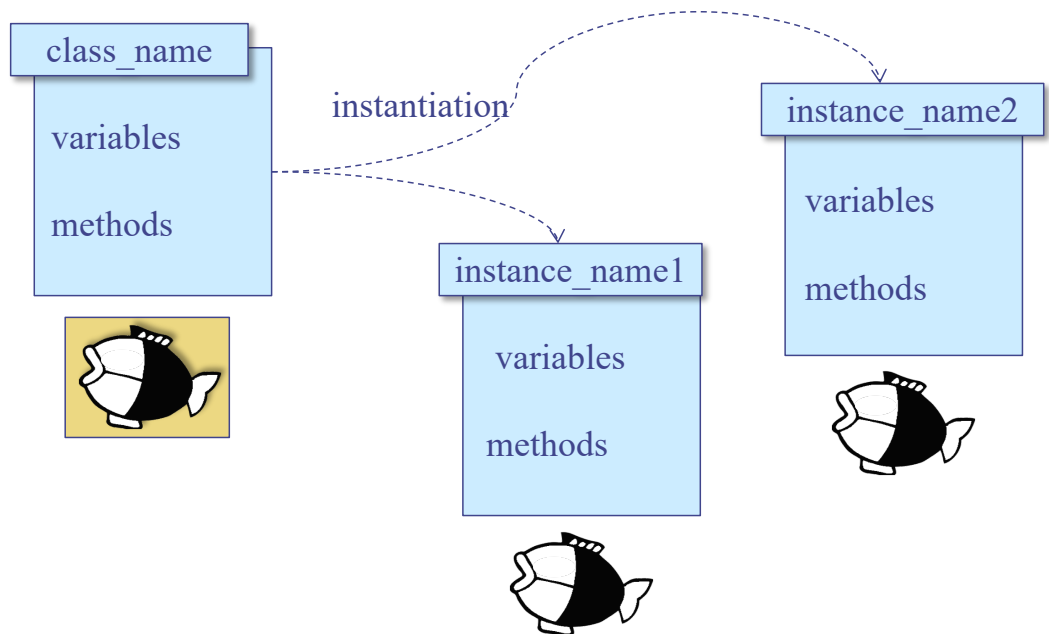 class_name
variables
methods
instantiation
instance_name1
variables
methods
instance_name2
variables
methods